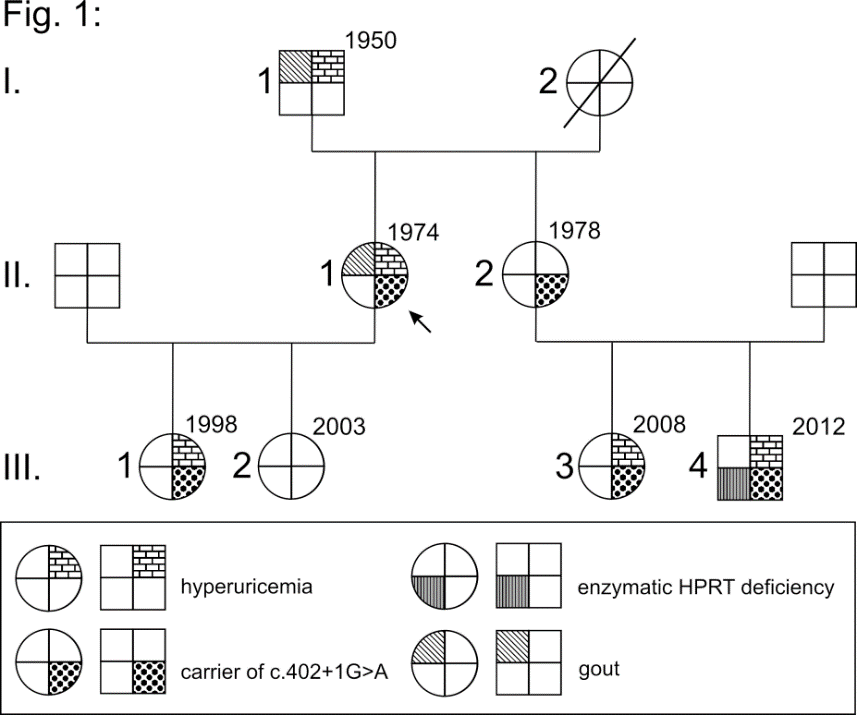 Fig. 1:
1950
I. 1 2
1974 1978
II. 1 2
1998 2003 2008 2012
III. 1 2 3 4
hyperuricemia enzymatic HPRT deficiency
carrier of c.402+1G>A gout